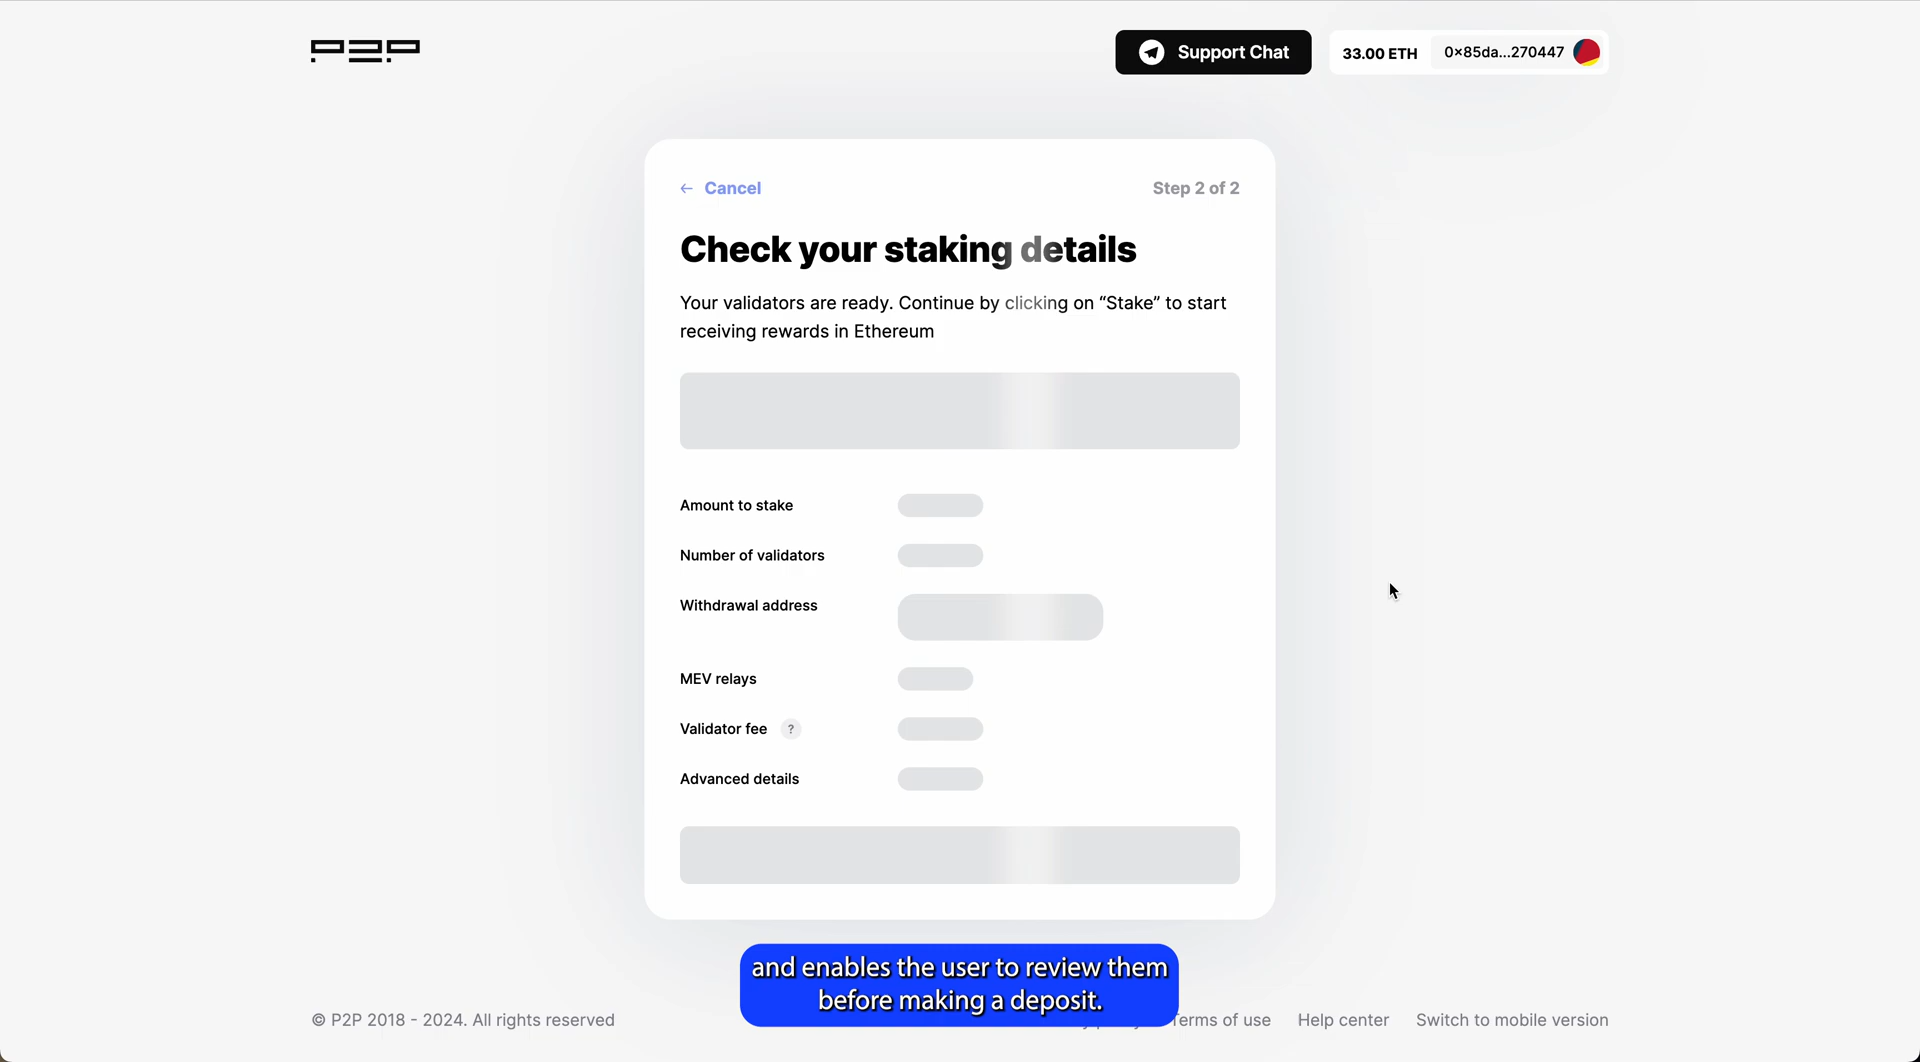 P2P
Support Chat
33.00 ETH
0×85da...270447
← Cancel
Step 2 of 2
Check your staking details
Your validators are ready. Continue by clicking on “Stake” to start
receiving rewards in Ethereum
Amount to stake
Number of validators
Withdrawal address
MEV relays
Validator fee ?
Advanced details
and enables the user to review them
before making a deposit.
© P2P 2018 - 2024. All rights reserved
Terms of use
Help center
Switch to mobile version